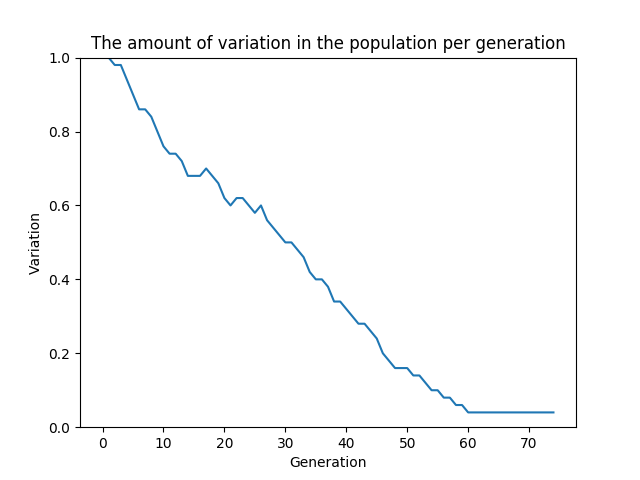 The amount of variation in the population per generation
1.0
0.8
0.6
0.4
0.2
0.0
Variation
0 10 20 30 40 50 60 70
Generation